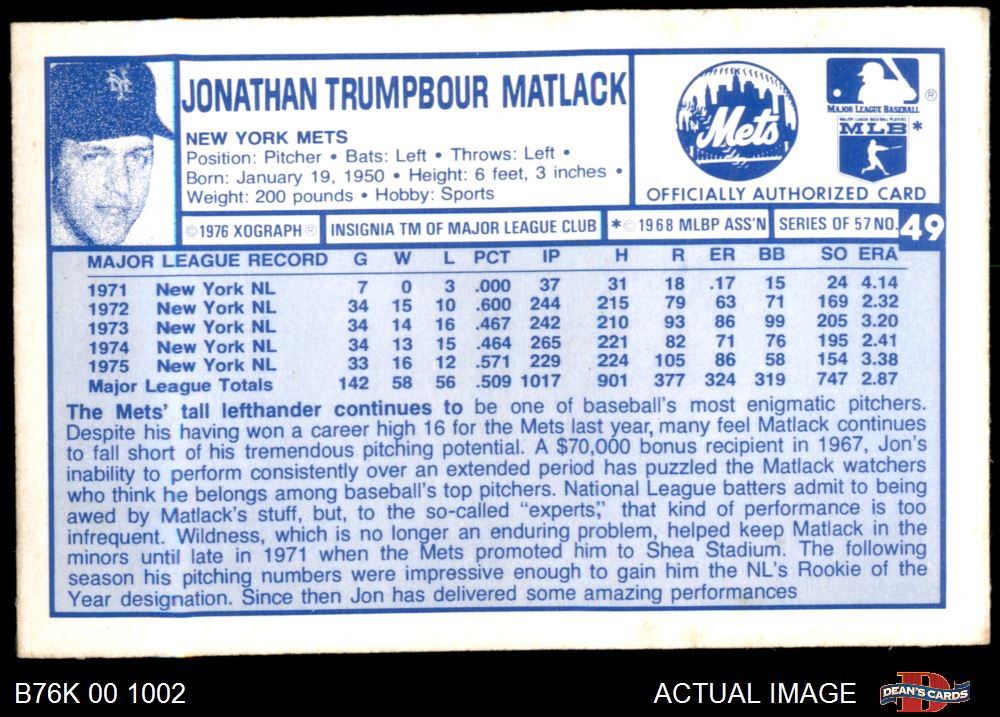 NY
JONATHAN TRUMPBOUR MATLACK
NEW YORK METS
Position: Pitcher • Bats: Left • Throws: Left •
Born: January 19, 1950 • Height: 6 feet, 3 inches •
Weight: 200 pounds • Hobby: Sports
NY
Mets
MAJOR LEAGUE BASEBALL ®
MAJOR LEAGUE BASEBALL PLAYERS
MLB*
OFFICIALLY AUTHORIZED CARD
©1976 XOGRAPH® INSIGNIA TM OF MAJOR LEAGUE CLUB *©1968 MLBP ASS'N SERIES OF 57 NO. 49
MAJOR LEAGUE RECORD G W L PCT IP H R ER BB SO ERA
1971 New York NL 7 0 3 .000 37 31 18 .17 15 24 4.14
1972 New York NL 34 15 10 .600 244 215 79 63 71 169 2.32
1973 New York NL 34 14 16 .467 242 210 93 86 99 205 3.20
1974 New York NL 34 13 15 .464 265 221 82 71 76 195 2.41
1975 New York NL 33 16 12 .571 229 224 105 86 58 154 3.38
Major League Totals 142 58 56 .509 1017 901 377 324 319 747 2.87
The Mets' tall lefthander continues to be one of baseball's most enigmatic pitchers.
Despite his having won a career high 16 for the Mets last year, many feel Matlack continues
to fall short of his tremendous pitching potential. A $70,000 bonus recipient in 1967, Jon's
inability to perform consistently over an extended period has puzzled the Matlack watchers
who think he belongs among baseball's top pitchers. National League batters admit to being
awed by Matlack's stuff, but, to the so-called "experts," that kind of performance is too
infrequent. Wildness, which is no longer an enduring problem, helped keep Matlack in the
minors until late in 1971 when the Mets promoted him to Shea Stadium. The following
season his pitching numbers were impressive enough to gain him the NL's Rookie of the
Year designation. Since then Jon has delivered some amazing performances
B76K 00 1002
ACTUAL IMAGE
DEAN'S CARDS